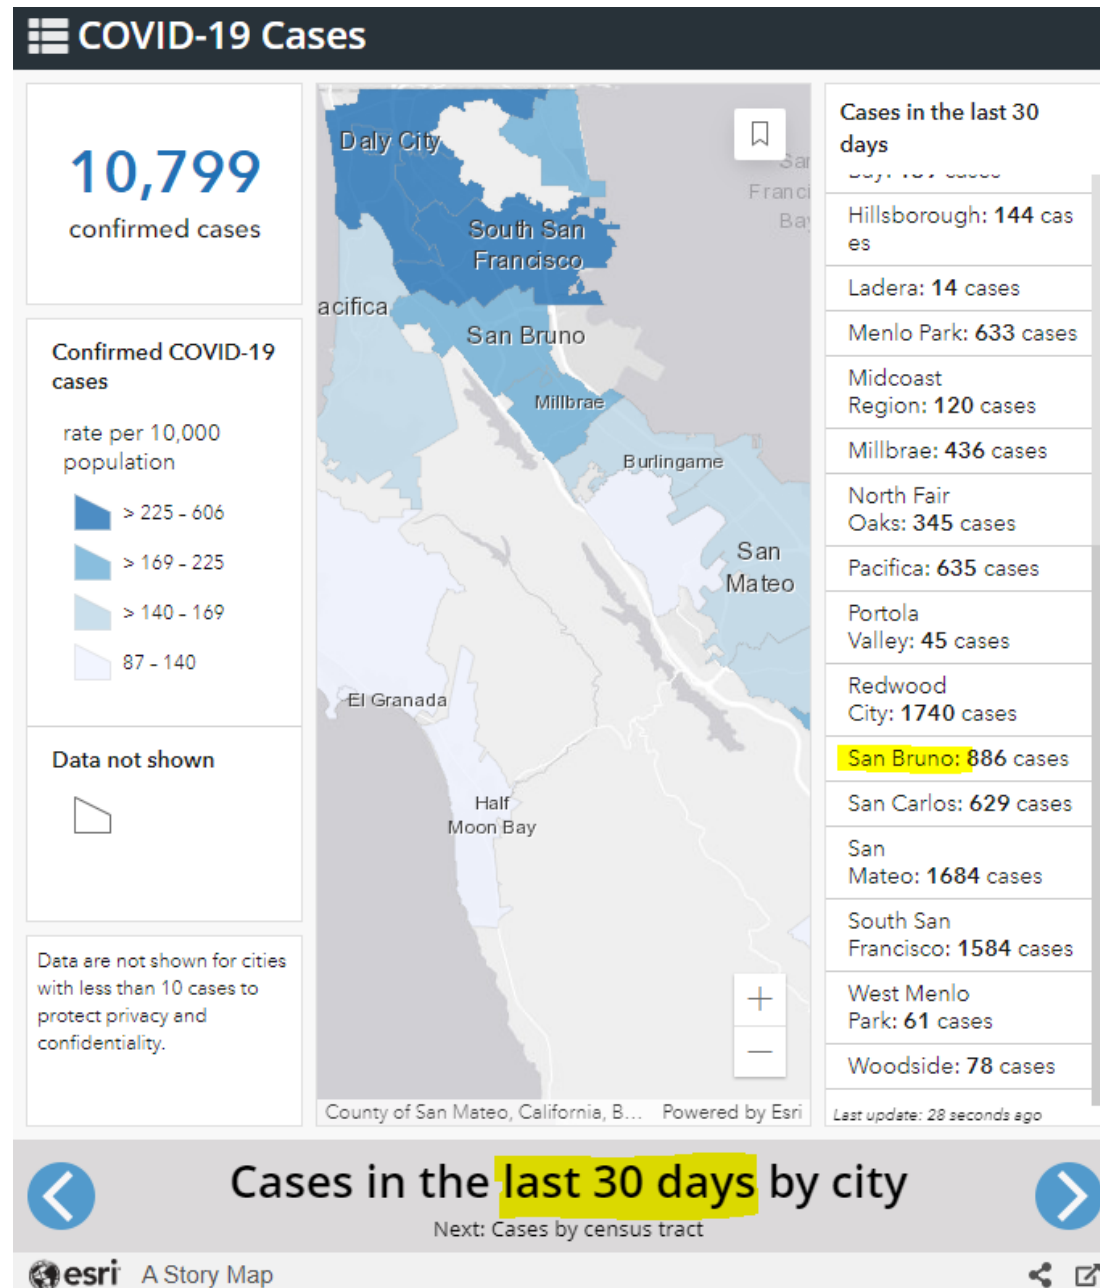 COVID-19 Cases
10,799
confirmed cases
Confirmed COVID-19
cases
rate per 10,000
population
> 225 - 606
> 169 - 225
> 140 - 169
87 - 140
Data not shown
Data are not shown for cities
with less than 10 cases to
protect privacy and
confidentiality.
Daly City
South San
Francisco
acifica
San Bruno
Millbrae
Burlingame
San
Mateo
El Granada
Half
Moon Bay
San
Franci
Bay
County of San Mateo, California, B...
Powered by Esri
Cases in the last 30
days
Hillsborough: 144 cas
es
Ladera: 14 cases
Menlo Park: 633 cases
Midcoast
Region: 120 cases
Millbrae: 436 cases
North Fair
Oaks: 345 cases
Pacifica: 635 cases
Portola
Valley: 45 cases
Redwood
City: 1740 cases
San Bruno: 886 cases
San Carlos: 629 cases
San
Mateo: 1684 cases
South San
Francisco: 1584 cases
West Menlo
Park: 61 cases
Woodside: 78 cases
Last update: 28 seconds ago
Cases in the last 30 days by city
Next: Cases by census tract
esri A Story Map